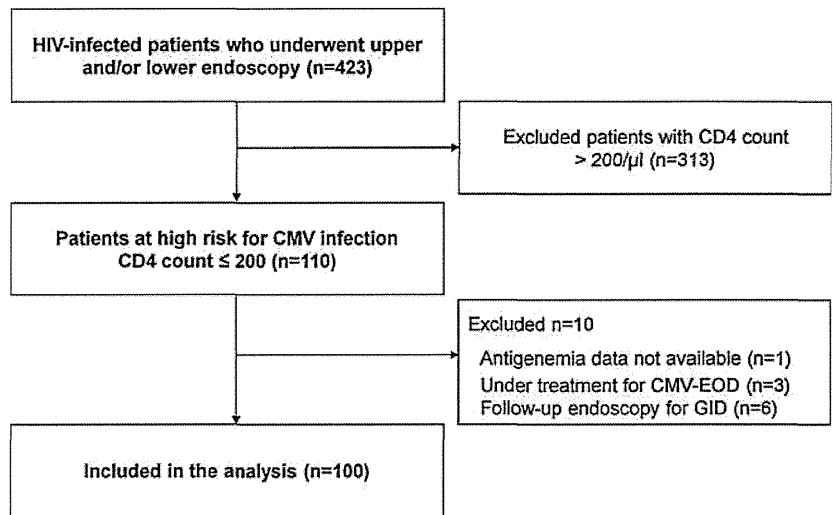 HIV-infected patients who underwent upper
and/or lower endoscopy (n=423)
Excluded patients with CD4 count
> 200/µl (n=313)
Patients at high risk for CMV infection
CD4 count ≤ 200 (n=110)
Excluded n=10
Antigenemia data not available (n=1)
Under treatment for CMV-EOD (n=3)
Follow-up endoscopy for GID (n=6)
Included in the analysis (n=100)